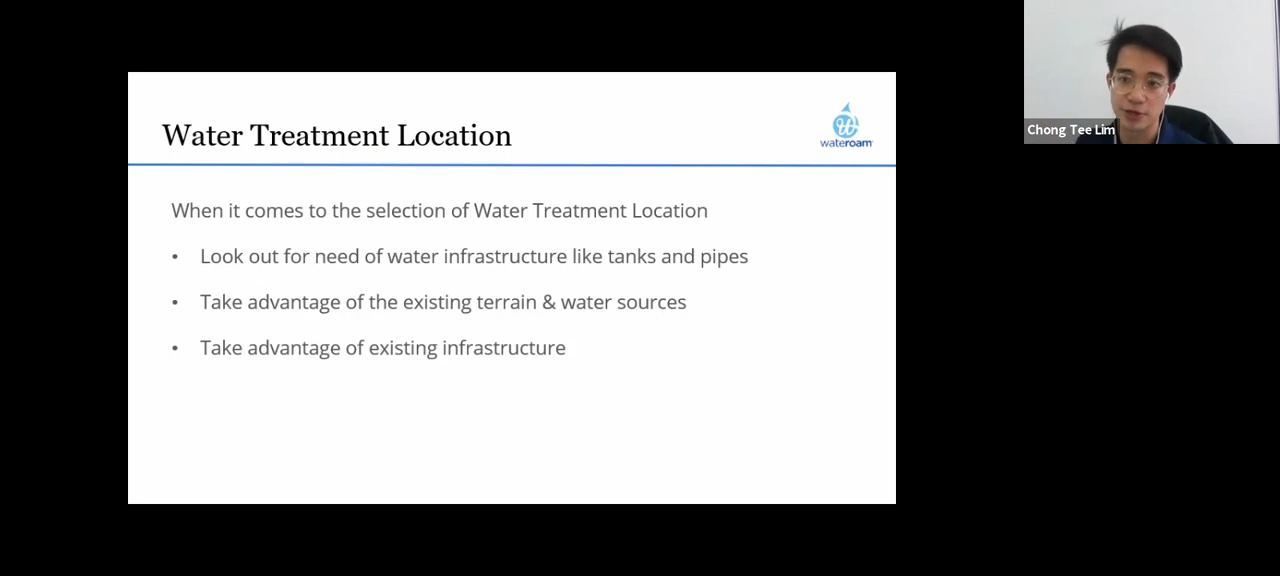 Water Treatment Location
wateroam
When it comes to the selection of Water Treatment Location
• Look out for need of water infrastructure like tanks and pipes
• Take advantage of the existing terrain & water sources
• Take advantage of existing infrastructure
Chong Tee Lim